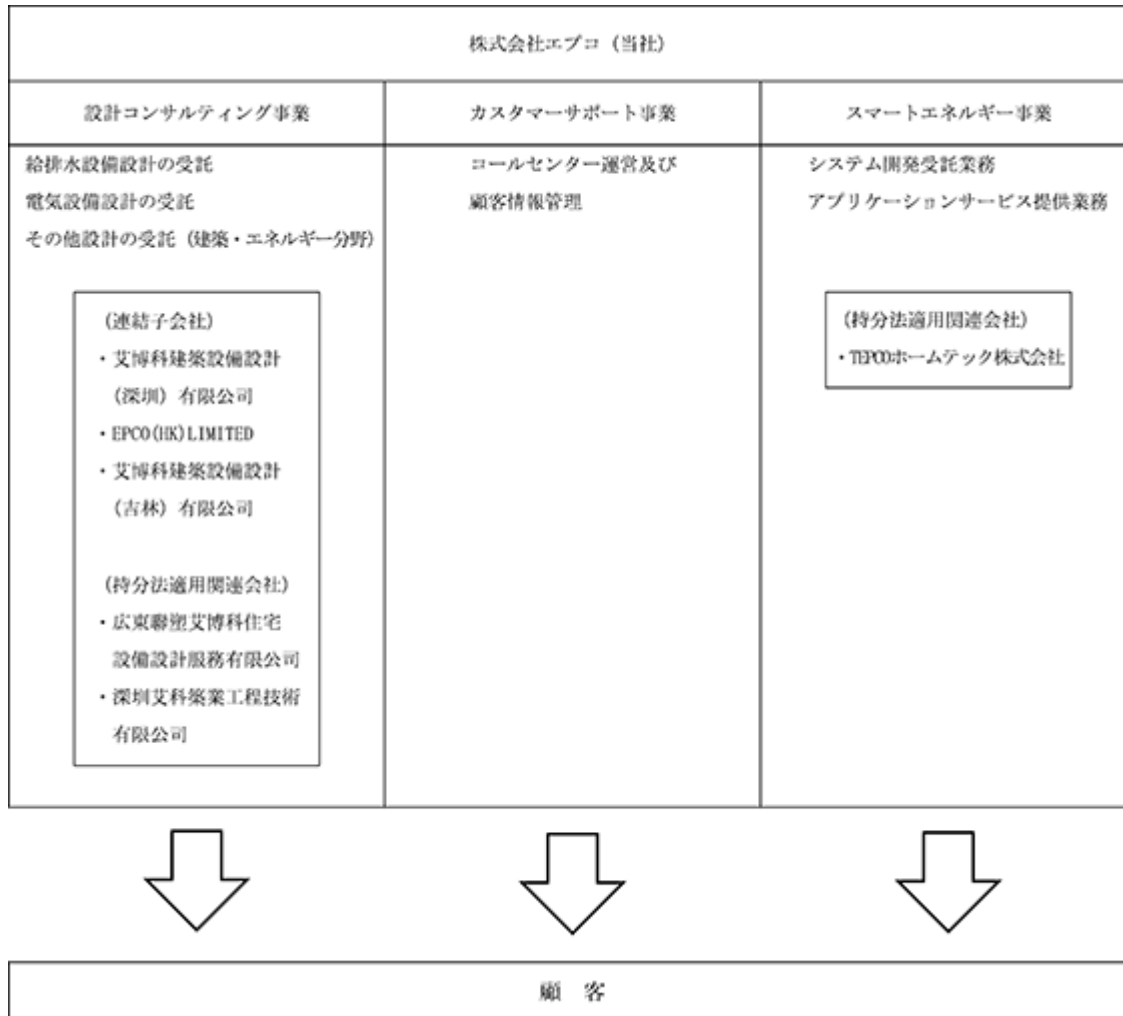 株式会社エプコ（当社）
設計コンサルティング事業
カスタマーサポート事業
スマートエネルギー事業
給排水設備設計の受託
電気設備設計の受託
その他設計の受託（建築・エネルギー分野）
（連結子会社）
・艾博科建築設備設計
（深圳）有限公司
・EPCO(HK)LIMITED
・艾博科建築設備設計
（吉林）有限公司
（持分法適用関連会社）
・広東聯塑艾博科住宅
設備設計服務有限公司
・深圳艾科築業工程技術
有限公司
コールセンター運営及び
顧客情報管理
システム開発受託業務
アプリケーションサービス提供業務
（持分法適用関連会社）
・TEPCOホームテック株式会社
顧　客